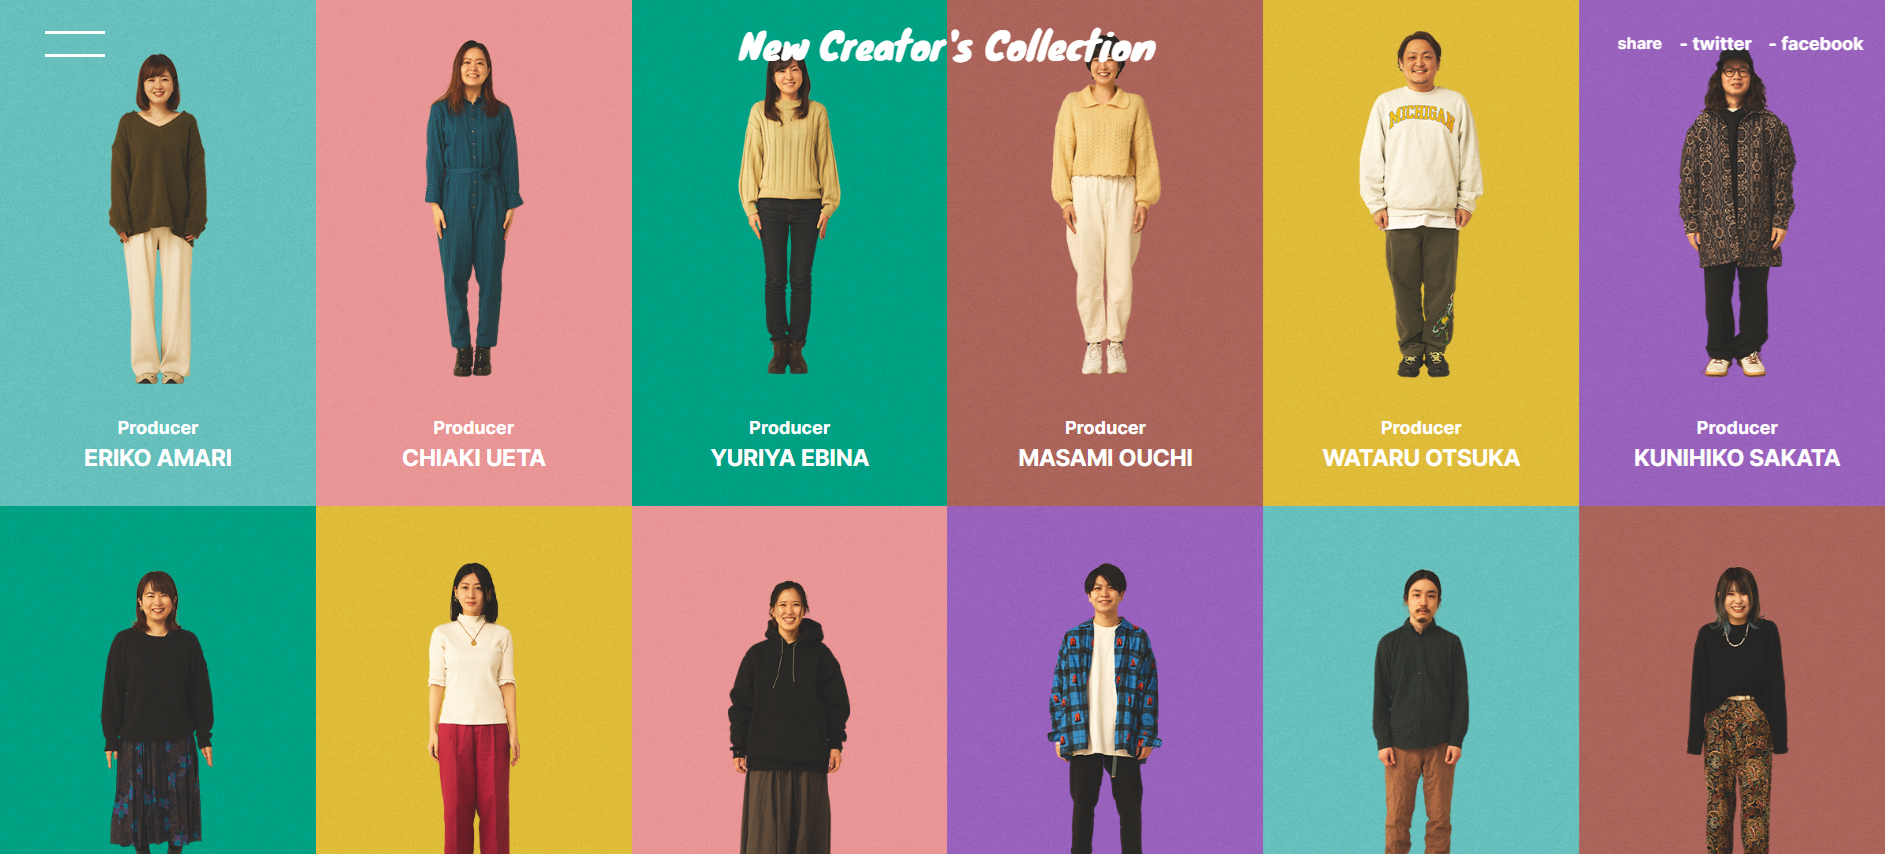 New Creator's Collection
share - twitter - facebook
MICHIGAN
Producer
ERIKO AMARI
Producer
CHIAKI UETA
Producer
YURIYA EBINA
Producer
MASAMI OUCHI
Producer
WATARU OTSUKA
Producer
KUNIHIKO SAKATA